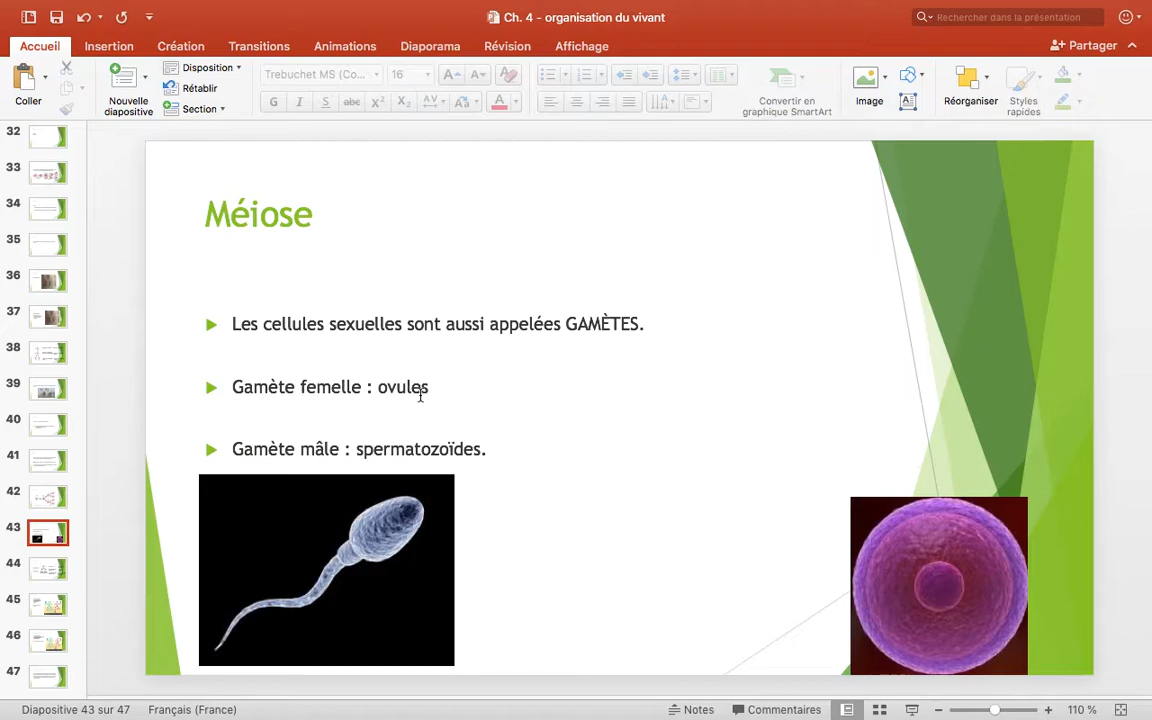 Ch. 4 - organisation du vivant
Rechercher dans la présentation
Accueil
Insertion
Création
Transitions
Animations
Diaporama
Révision
Affichage
Partager
Coller
Nouvelle diapositive
Disposition
Rétablir
Section
Trebuchet MS (Co...
16
Convertir en graphique SmartArt
Image
Réorganiser
Styles rapides
32
33
34
35
36
37
38
39
40
41
42
43
44
45
46
47
Méiose
Les cellules sexuelles sont aussi appelées GAMÈTES.
Gamète femelle : ovules
Gamète mâle : spermatozoïdes.
Diapositive 43 sur 47
Français (France)
Notes
Commentaires
110 %